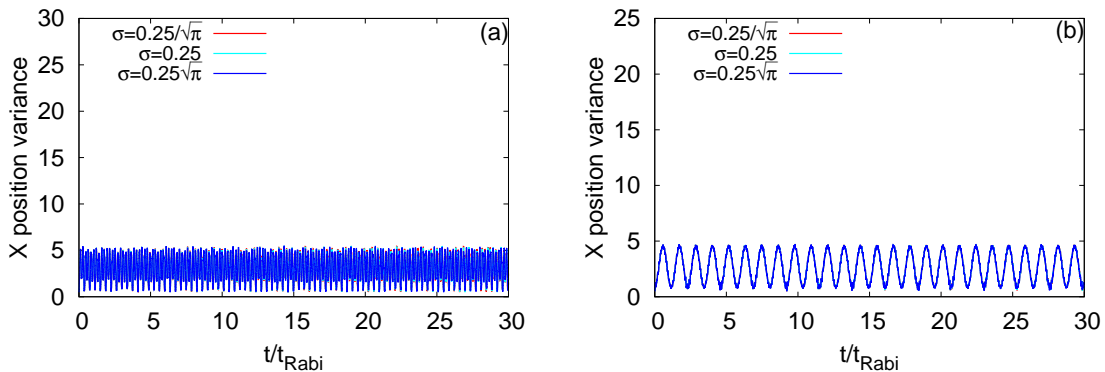 (a)
σ=0.25/√π
σ=0.25
σ=0.25√π
X position variance
30
25
20
15
10
5
0
0 5 10 15 20 25 30
t/tRabi
(b)
σ=0.25/√π
σ=0.25
σ=0.25√π
X position variance
25
20
15
10
5
0
0 5 10 15 20 25 30
t/tRabi